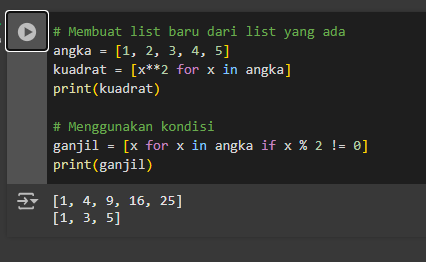 # Membuat list baru dari list yang ada
angka = [1, 2, 3, 4, 5]
kuadrat = [x**2 for x in angka]
print(kuadrat)
# Menggunakan kondisi
ganjil = [x for x in angka if x % 2 != 0]
print(ganjil)
[1, 4, 9, 16, 25]
[1, 3, 5]